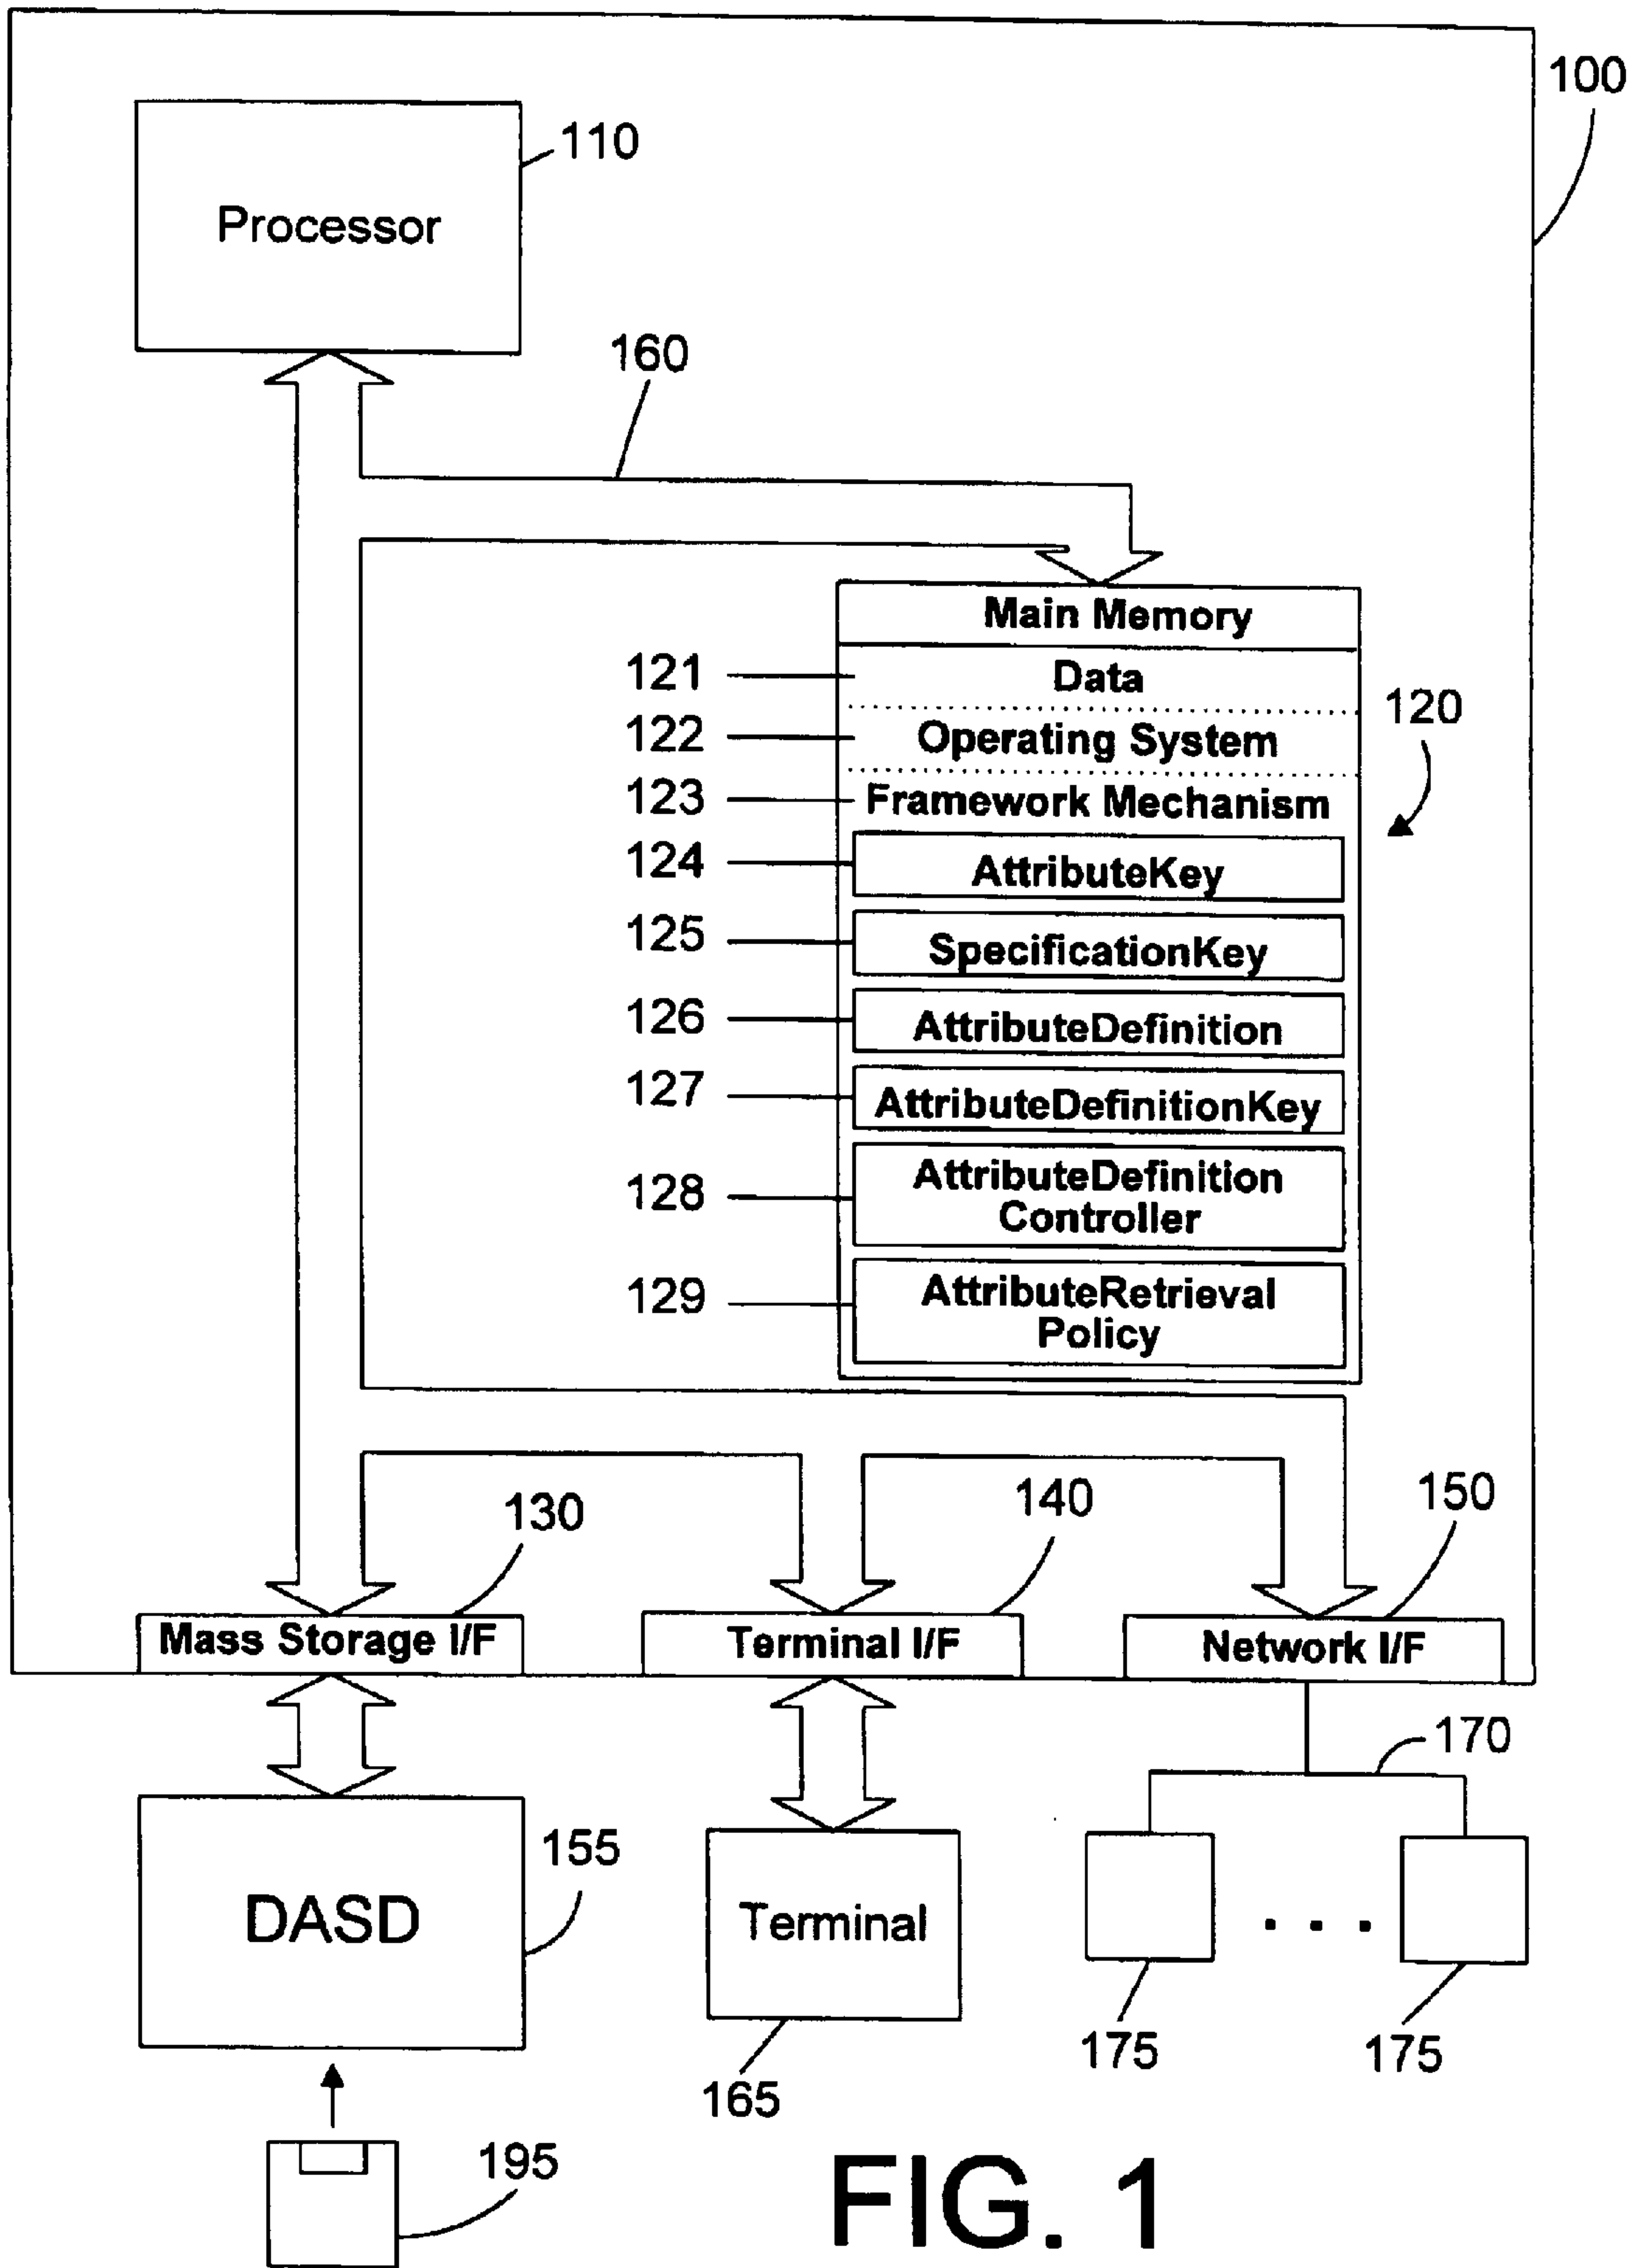 100
110
Processor
160
Main Memory
121 Data
120
122 Operating System
123 Framework Mechanism
124 AttributeKey
125 SpecificationKey
126 AttributeDefinition
127 AttributeDefinitionKey
128 AttributeDefinition
Controller
129 AttributeRetrieval
Policy
130 140 150
Mass Storage I/F Terminal I/F Network I/F
170
155
DASD Terminal . . .
175 175
165
195
FIG. 1